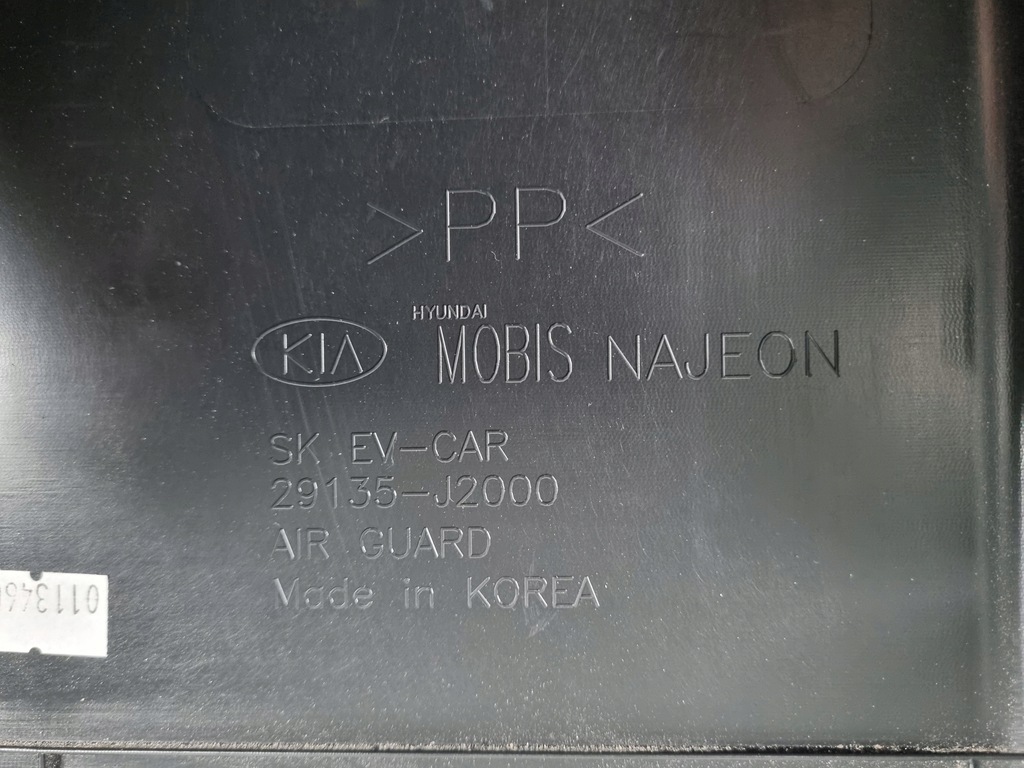 >PP<
HYUNDAI
KIA MOBIS NAJEON
SK EV-CAR
29135-J2000
AIR GUARD
Made in KOREA